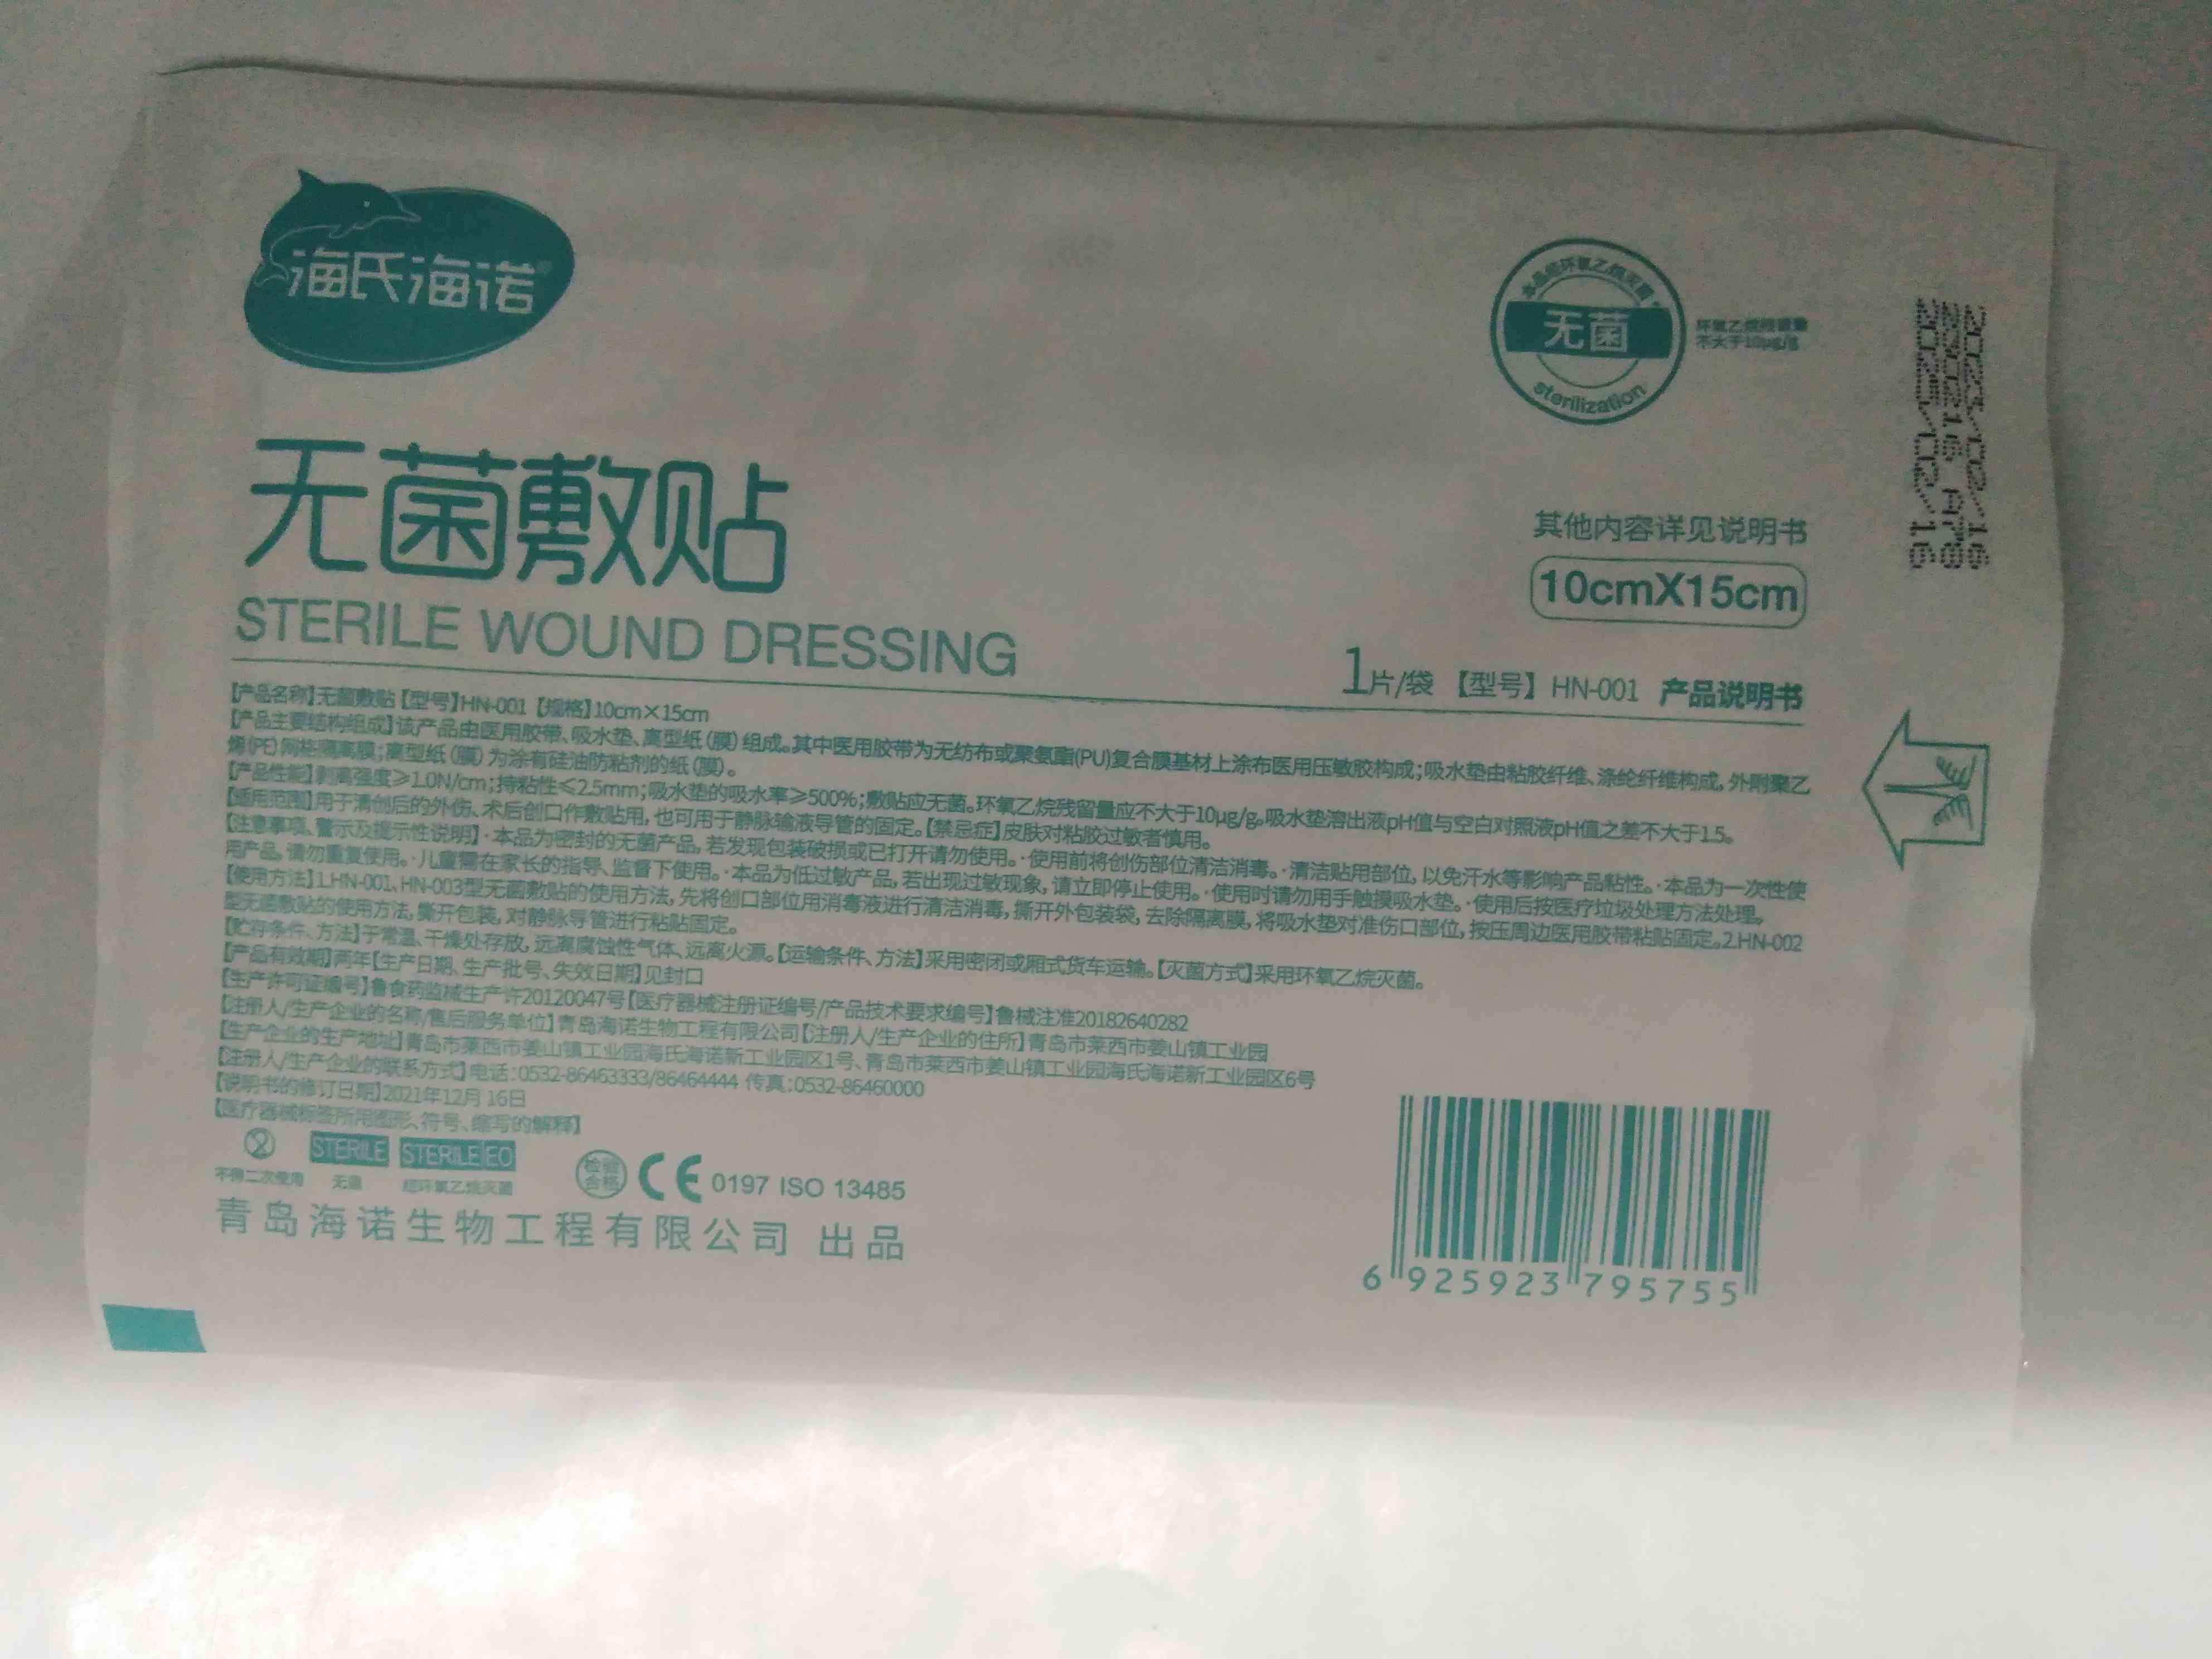 海氏海诺
本品经环氧乙烷灭菌
无菌
sterilization
环氧乙烷残留量
不大于10μg/g
2023/02/16
220216 A78
2025/02/16
无菌敷贴
STERILE WOUND DRESSING
其他内容详见说明书
10cmX15cm
1片/袋 【型号】 HN-001 产品说明书
【产品名称】无菌敷贴【型号】HN-001【规格】10cm×15cm
【产品主要结构组成】该产品由医用胶带、吸水垫、离型纸(膜)组成。其中医用胶带为无纺布或聚氨酯(PU)复合膜基材上涂布医用压敏胶构成;吸水垫由粘胶纤维、涤纶纤维构成,外附聚乙
烯(PE)网格隔离膜;离型纸(膜)为涂有硅油防粘剂的纸(膜)。
【产品性能】剥离强度≥1.0N/cm;持粘性≤2.5mm;吸水垫的吸水率≥500%;敷贴应无菌。环氧乙烷残留量应不大于10μg/g。吸水垫溶出液pH值与空白对照液pH值之差不大于1.5。
【适用范围】用于清创后的外伤、术后创口作敷贴用,也可用于静脉输液导管的固定。【禁忌症】皮肤对粘胶过敏者慎用。
【注意事项、警示及提示性说明】·本品为密封的无菌产品,若发现包装破损或已打开请勿使用。·使用前将创伤部位清洁消毒。·清洁贴用部位,以免汗水等影响产品粘性。·本品为一次性使
用产品,请勿重复使用。·儿童需在家长的指导、监督下使用。·本品为低过敏产品,若出现过敏现象,请立即停止使用。·使用时请勿用手触摸吸水垫。·使用后按医疗垃圾处理方法处理。
【使用方法】1.HN-001、HN-003型无菌敷贴的使用方法,先将创口部位用消毒液进行清洁消毒,撕开外包装袋,去除隔离膜,将吸水垫对准伤口部位,按压周边医用胶带粘贴固定。2.HN-002
型无菌敷贴的使用方法,撕开包装,对静脉导管进行粘贴固定。
【贮存条件、方法】于常温、干燥处存放,远离腐蚀性气体、远离火源。【运输条件、方法】采用密闭或厢式货车运输。【灭菌方式】采用环氧乙烷灭菌。
【产品有效期】两年【生产日期、生产批号、失效日期】见封口
【生产许可证编号】鲁食药监械生产许20120047号【医疗器械注册证编号/产品技术要求编号】鲁械注准20182640282
【注册人/生产企业的名称/售后服务单位】青岛海诺生物工程有限公司【注册人/生产企业的住所】青岛市莱西市姜山镇工业园
【生产企业的生产地址】青岛市莱西市姜山镇工业园海氏海诺新工业园区1号、青岛市莱西市姜山镇工业园海氏海诺新工业园区6号
【注册人/生产企业的联系方式】电话:0532-86463333/86464444 传真:0532-86460000
【说明书的修订日期】2021年12月16日
【医疗器械标签所用图形、符号、缩写的解释】
2 STERILE STERILE EO
不得二次使用 无菌 经环氧乙烷灭菌
检验合格 CE 0197 ISO 13485
青岛海诺生物工程有限公司 出品
6 925923 795755